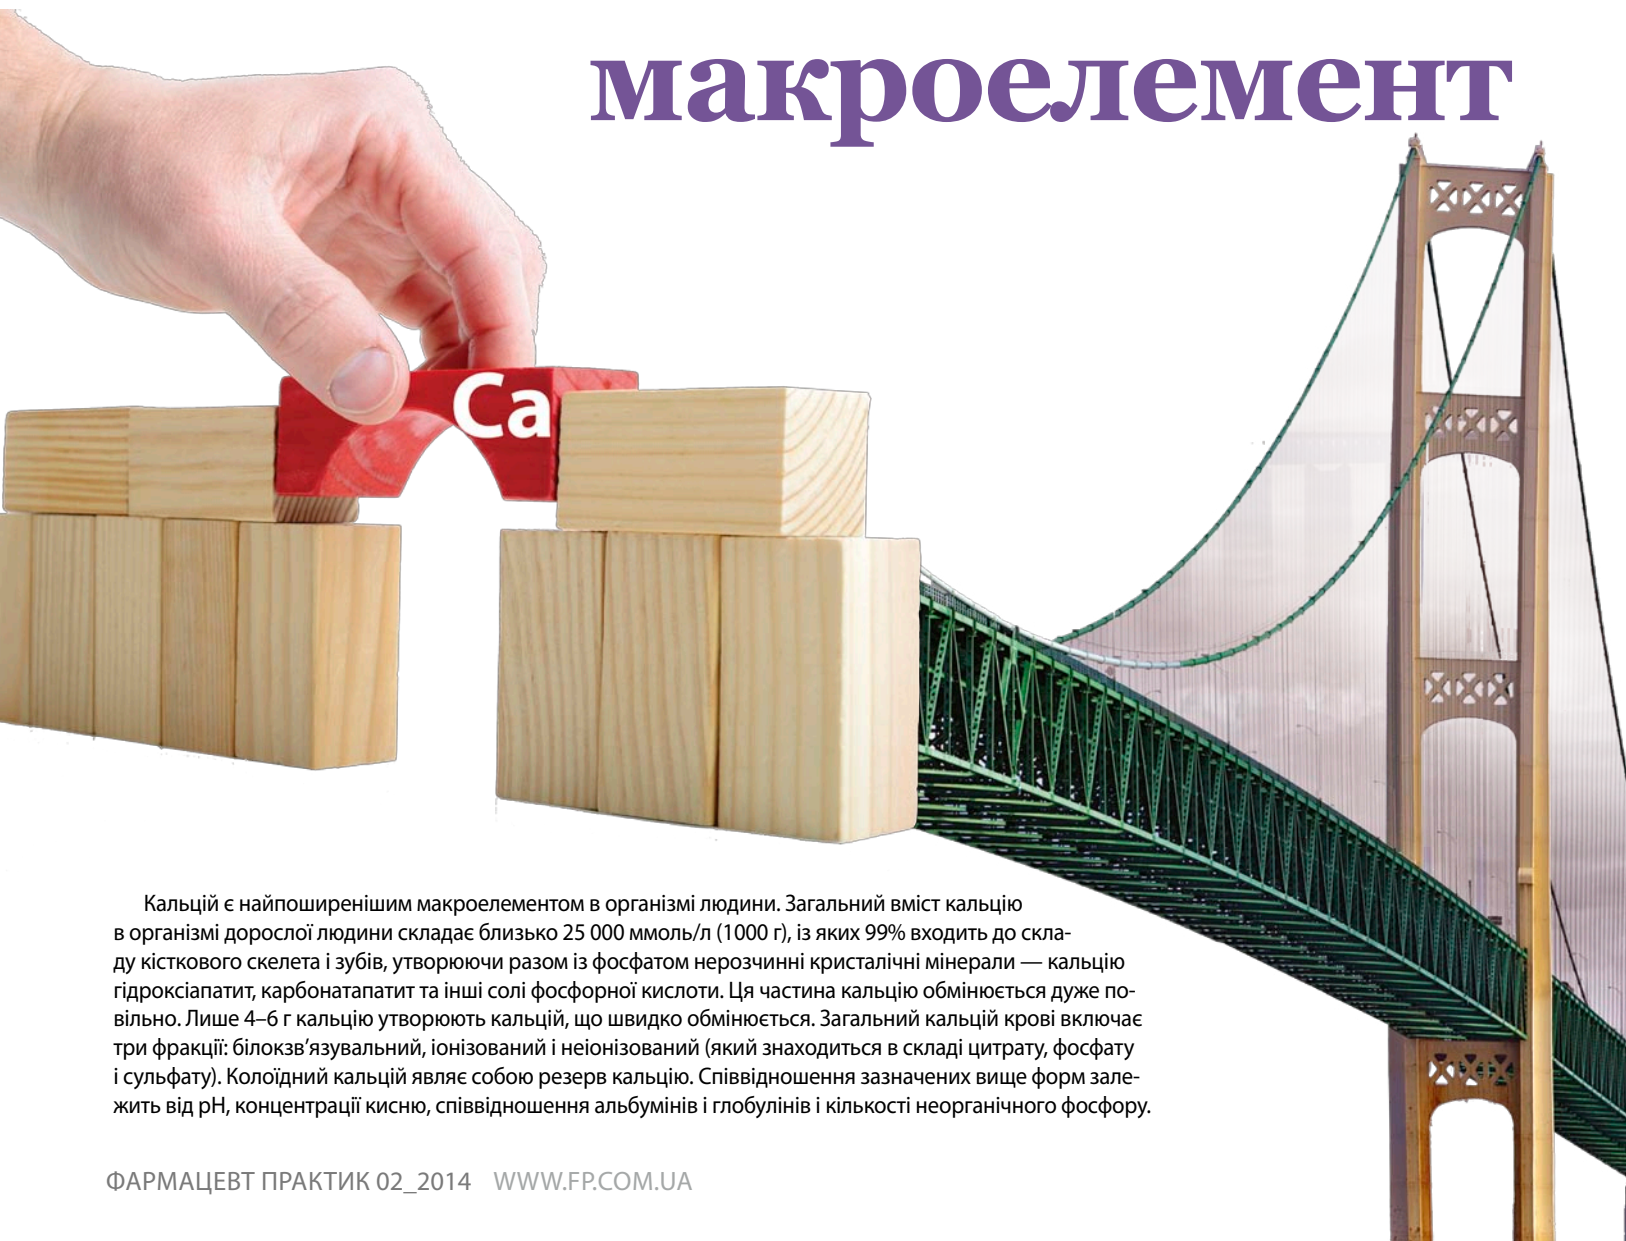 макроелемент
Ca
Кальцій є найпоширенішим макроелементом в організмі людини. Загальний вміст кальцію
в організмі дорослої людини складає близько 25 000 ммоль/л (1000 г), із яких 99% входить до скла-
ду кісткового скелета і зубів, утворюючи разом із фосфатом нерозчинні кристалічні мінерали — кальцію
гідроксіапатит, карбонатапатит та інші солі фосфорної кислоти. Ця частина кальцію обмінюється дуже по-
вільно. Лише 4–6 г кальцію утворюють кальцій, що швидко обмінюється. Загальний кальцій крові включає
три фракції: білокзв’язувальний, іонізований і неіонізований (який знаходиться в складі цитрату, фосфату
і сульфату). Колоїдний кальцій являє собою резерв кальцію. Співвідношення зазначених вище форм зале-
жить від pH, концентрації кисню, співвідношення альбумінів і глобулінів і кількості неорганічного фосфору.
ФАРМАЦЕВТ ПРАКТИК 02_2014 WWW.FP.COM.UA